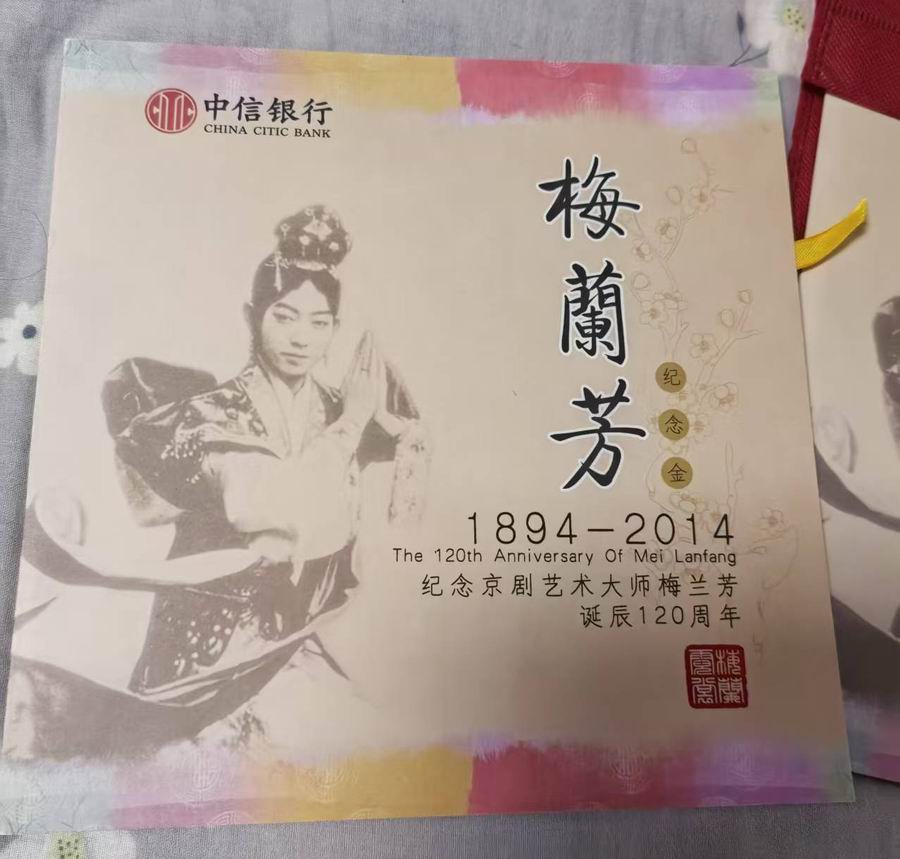 中信银行
CHINA CITIC BANK
梅蘭芳
纪念金
1894－2014
The 120th Anniversary Of Mei Lanfang
纪念京剧艺术大师梅兰芳
诞辰120周年